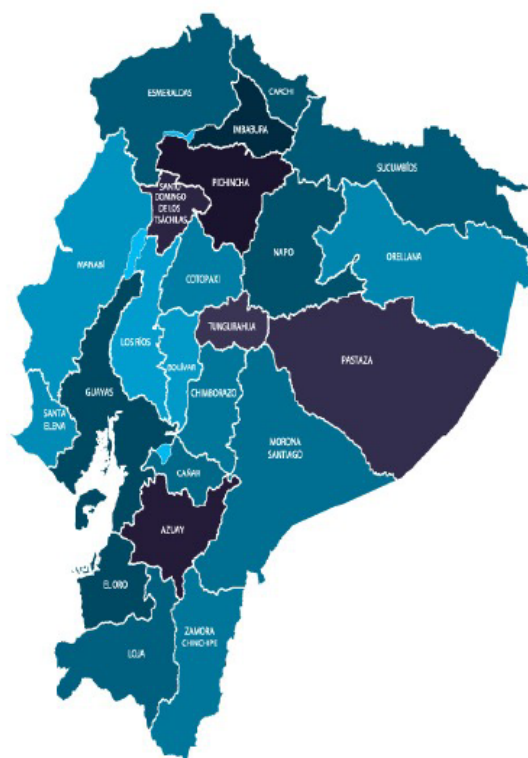 ESMERALDAS
CARCHI
IMBABURA
SUCUMBÍOS
PICHINCHA
SANTO
DOMINGO
DE LOS
TSÁCHILAS
NAPO
ORELLANA
MANABÍ
COTOPAXI
TUNGURAHUA
LOS RÍOS
PASTAZA
BOLÍVAR
GUAYAS
CHIMBORAZO
SANTA
ELENA
MORONA
SANTIAGO
CAÑAR
AZUAY
EL ORO
ZAMORA
CHINCHIPE
LOJA